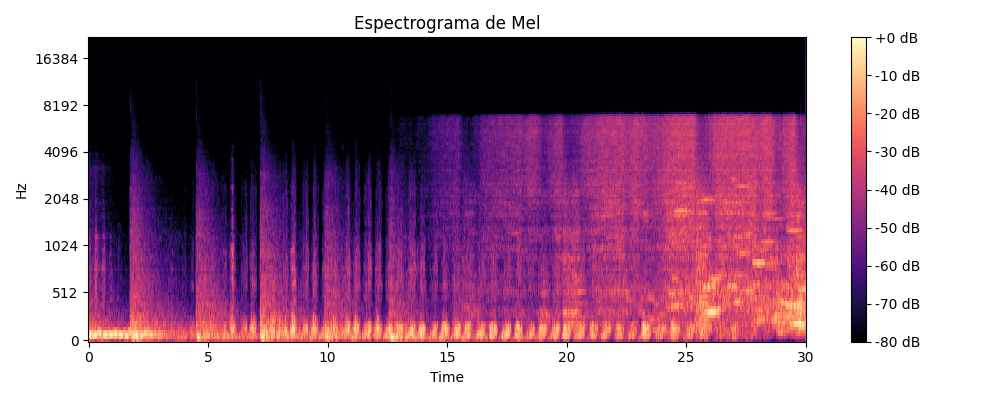 Espectrograma de Mel
Hz
16384
8192
4096
2048
1024
512
0
0 5 10 15 20 25 30
Time
+0 dB
-10 dB
-20 dB
-30 dB
-40 dB
-50 dB
-60 dB
-70 dB
-80 dB